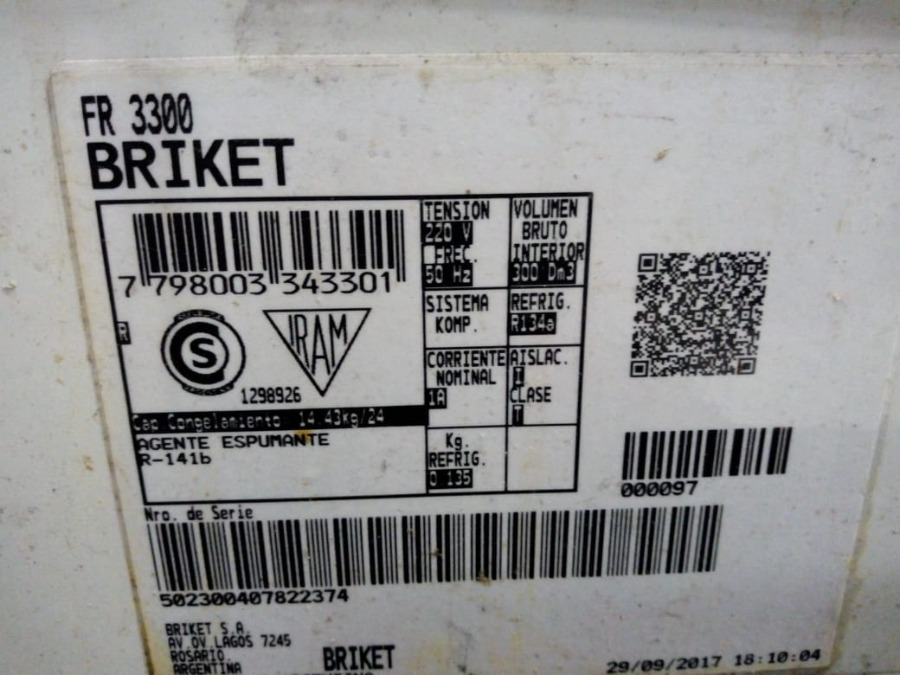 FR 3300
BRIKET
7 798003 343301
R
S
IRAM
1298926
Cap Congelamiento 14.43kg/24
AGENTE ESPUMANTE
R-141b
TENSION
220 V
FREC.
50 Hz
VOLUMEN
BRUTO
INTERIOR
300 Dm3
SISTEMA
KOMP.
REFRIG.
R134a
CORRIENTE
NOMINAL
1A
AISLAC.
I
CLASE
T
Kg.
REFRIG.
0 135
000097
Nro. de Serie
502300407822374
BRIKET S.A.
AV.OV.LAGOS 7245
ROSARIO
ARGENTINA
BRIKET
29/09/2017 18:10:04